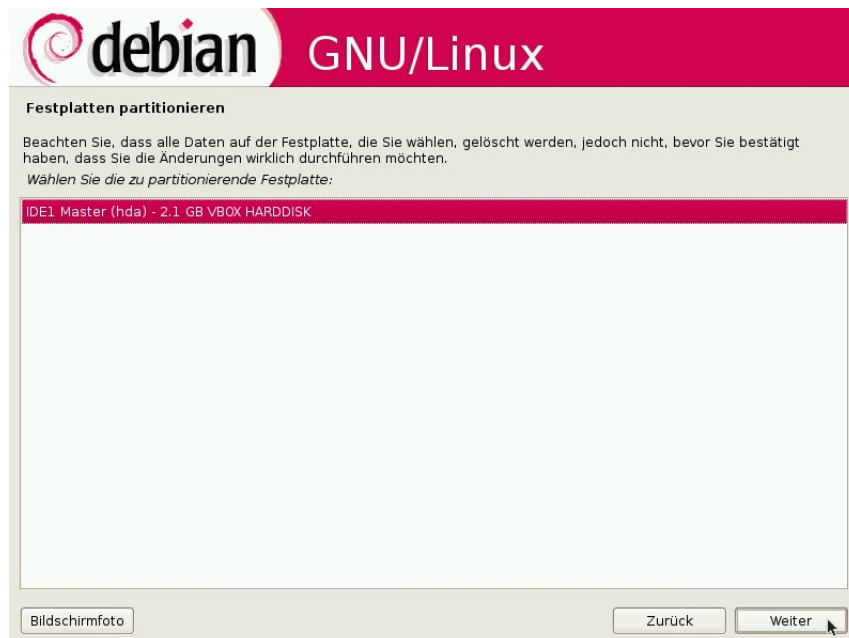 debian GNU/Linux
Festplatten partitionieren
Beachten Sie, dass alle Daten auf der Festplatte, die Sie wählen, gelöscht werden, jedoch nicht, bevor Sie bestätigt
haben, dass Sie die Änderungen wirklich durchführen möchten.
Wählen Sie die zu partitionierende Festplatte:
IDE1 Master (hda) - 2.1 GB VBOX HARDDISK
Bildschirmfoto Zurück Weiter